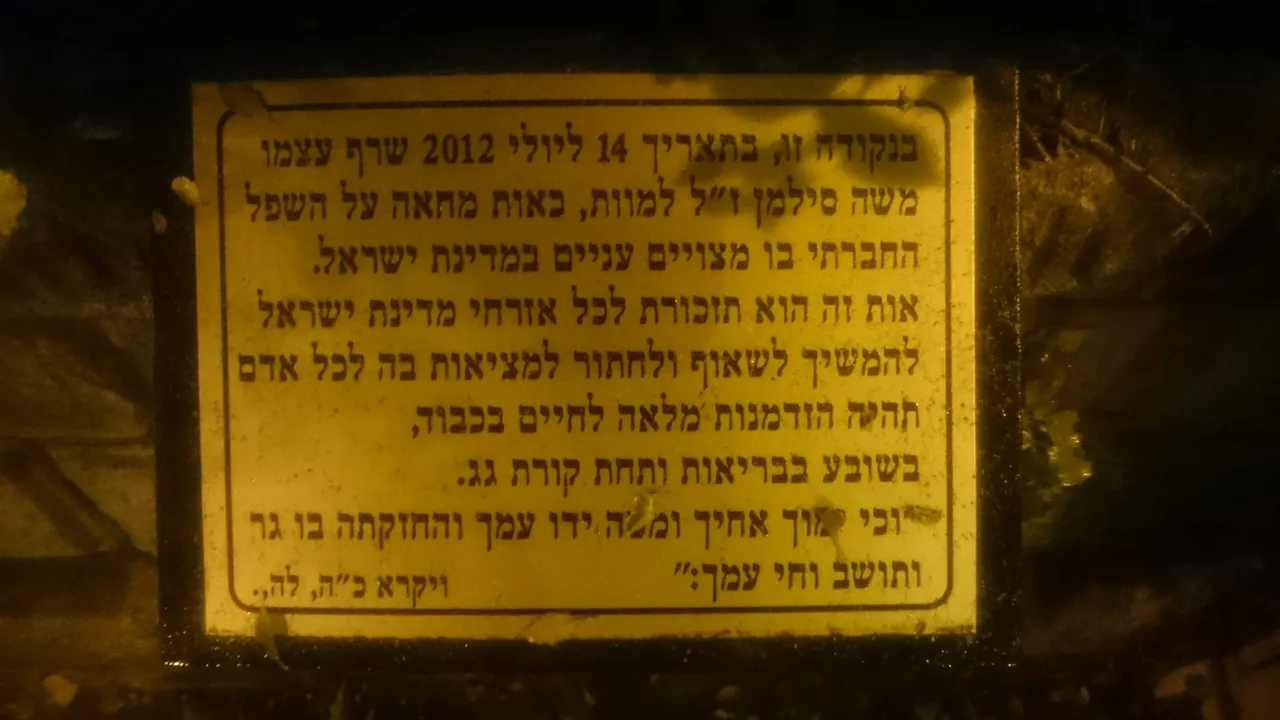 בנקודה זו, בתאריך 14 ליולי 2012 שרף עצמו
משה סילמן ז״ל למוות, כאות מחאה על השפל
החברתי בו מצויים עניים במדינת ישראל.
אות זה הוא תזכורת לכל אזרחי מדינת ישראל
להמשיך לשאוף ולחתור למציאות בה לכל אדם
תהיה הזדמנות מלאה לחיים בכבוד,
בשובע בבריאות ותחת קורת גג.
"וכי ימוך אחיך ומטה ידו עמך והחזקתה בו גר
ותושב וחי עמך:״ ויקרא כ״ה, לה,.